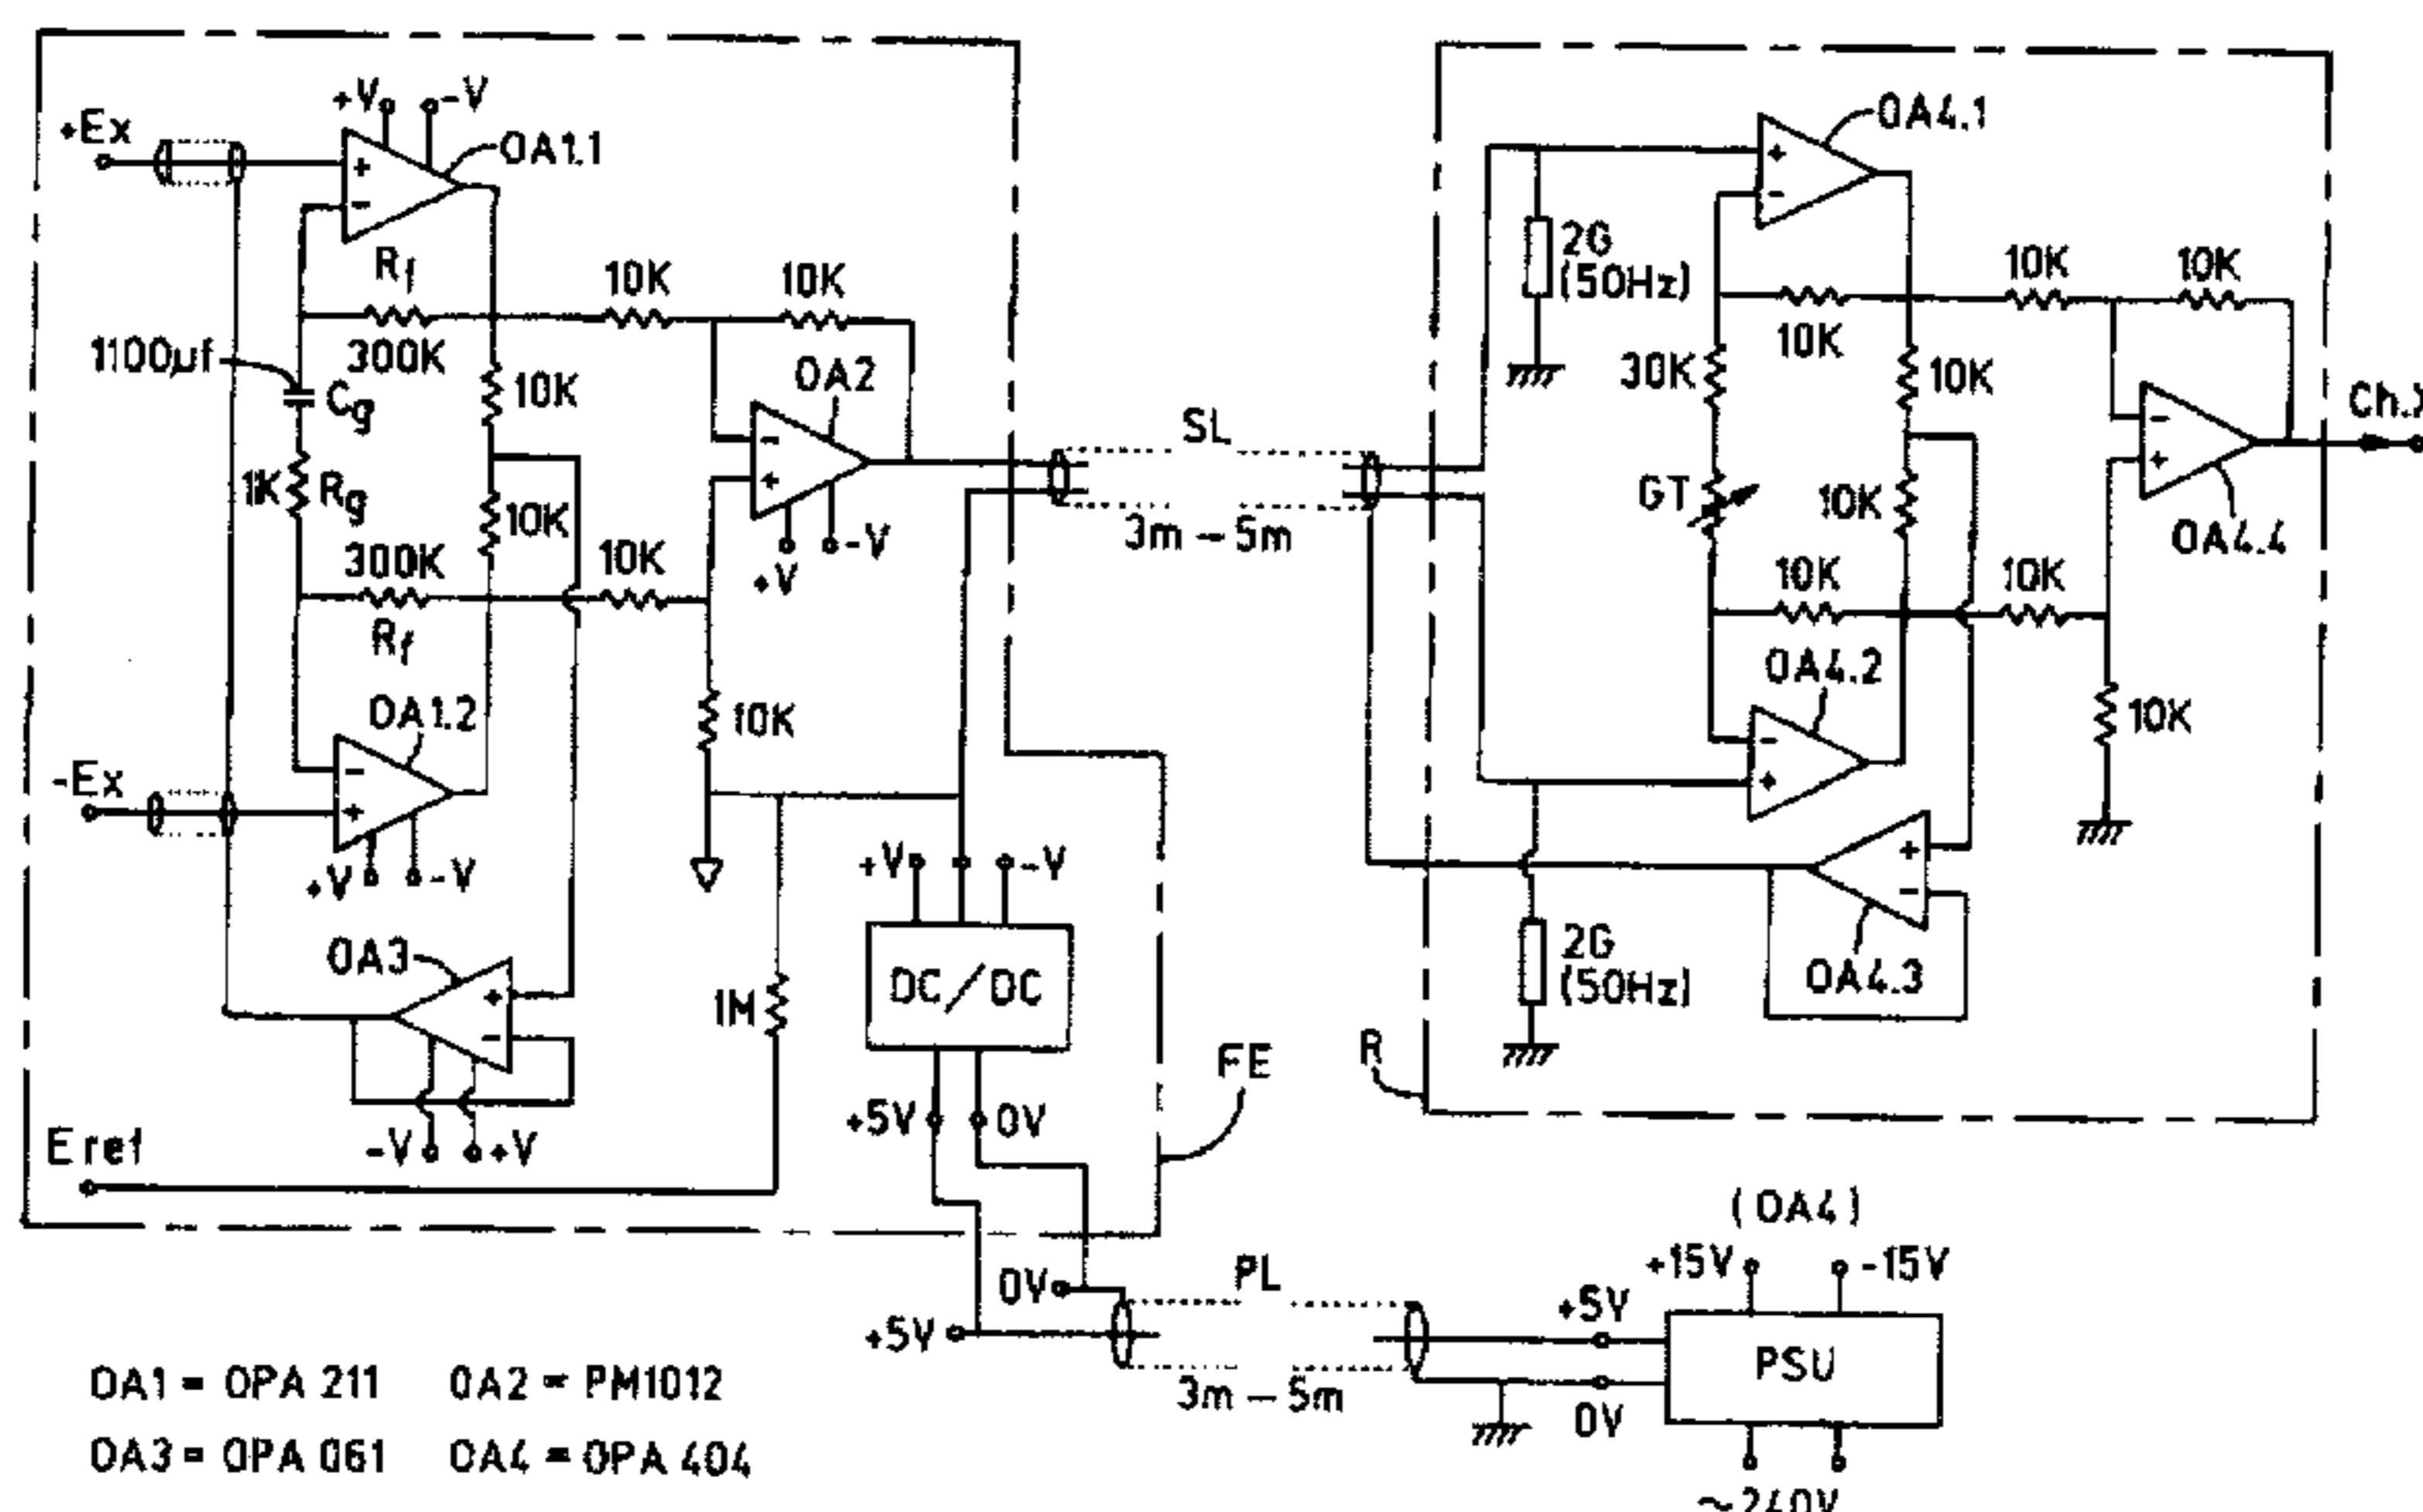 +Ex
+V
-V
OA1.1
Rf
300K
1100µf
Cg
1K
Rg
10K
10K
300K
Rf
10K
10K
10K
OA2
+V
-V
10K
OA1.2
-Ex
+V
-V
OA3
-V
+V
E ref
1M
+V
-V
DC/DC
+5V
0V
FE
SL
3m – 5m
OA4.1
2G
(50Hz)
10K
30K
GT
10K
10K
10K
10K
10K
10K
OA4.2
OA4.4
Ch.X
10K
OA4.3
2G
(50Hz)
R
0V
+5V
PL
3m – 5m
(OA4)
+15V
-15V
+5V
0V
PSU
~240V
OA1 = OPA 211 OA2 = PM1012
OA3 = OPA 061 OA4 = OPA 404